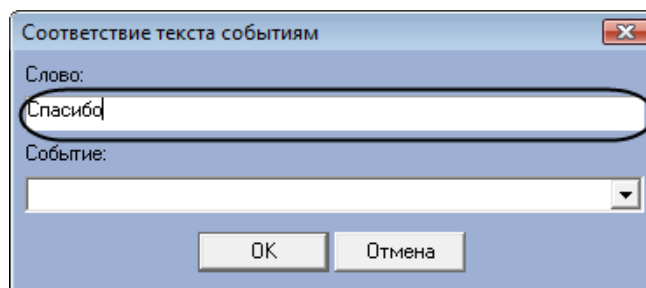 Соответствие текста событиям
Слово:
Спасибо
Событие:
OK Отмена